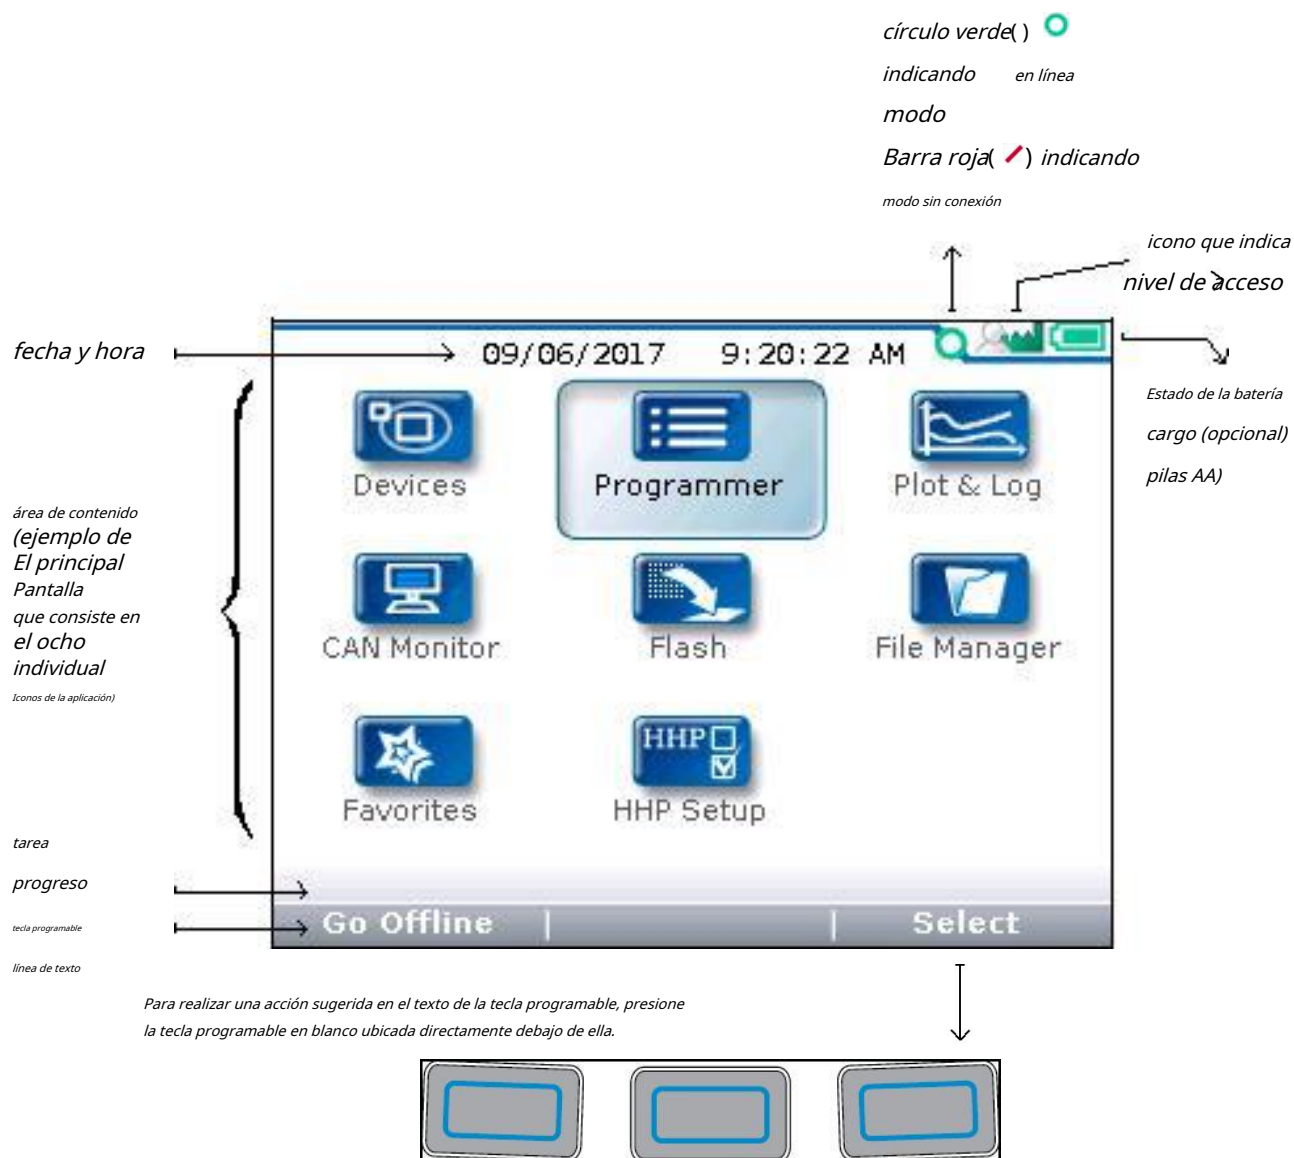 círculo verde( )
indicando en línea
modo
Barra roja( ) indicando
modo sin conexión
icono que indica
nivel de acceso
fecha y hora
09/06/2017 9:20:22 AM
Estado de la batería
cargo (opcional)
pilas AA)
Devices
Programmer
Plot & Log
área de contenido
(ejemplo de
El principal
Pantalla
que consiste en
el ocho
individual
Iconos de la aplicación)
CAN Monitor
Flash
File Manager
HHP
Favorites
HHP Setup
tarea
progreso
tecla programable
línea de texto
Go Offline | | Select
Para realizar una acción sugerida en el texto de la tecla programable, presione
la tecla programable en blanco ubicada directamente debajo de ella.